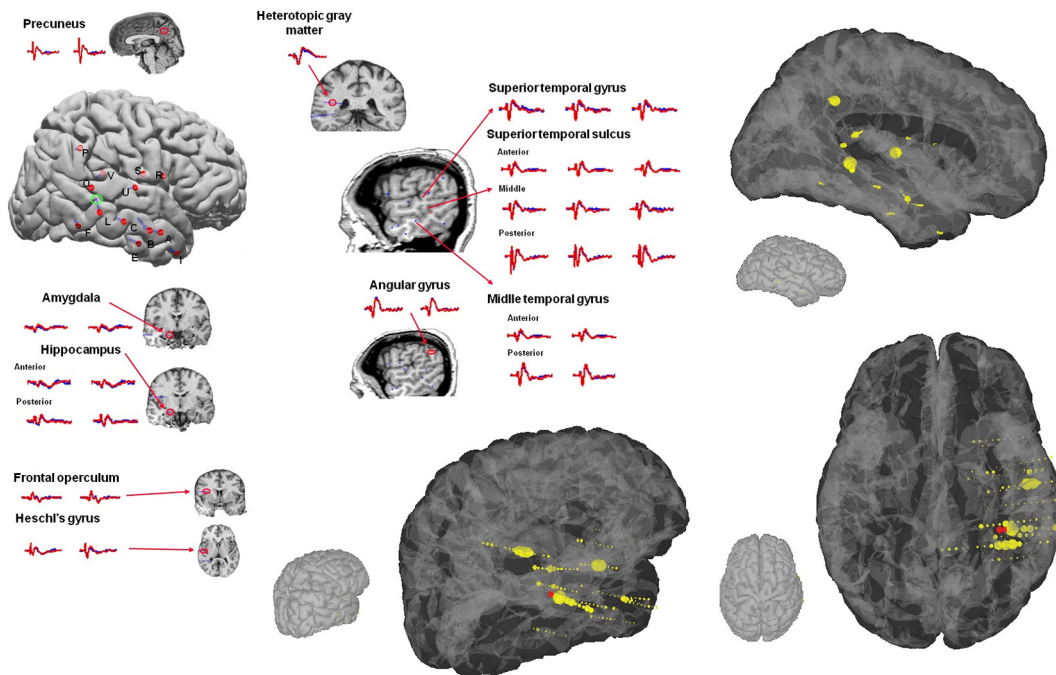 Precuneus
Heterotopic gray
matter
Superior temporal gyrus
Superior temporal sulcus
Anterior
Middle
Posterior
P
V
S
R
Q
U
L
C
F
B
A
E
T
Angular gyrus
Midlle temporal gyrus
Anterior
Posterior
Amygdala
Hippocampus
Anterior
Posterior
Frontal operculum
Heschl's gyrus